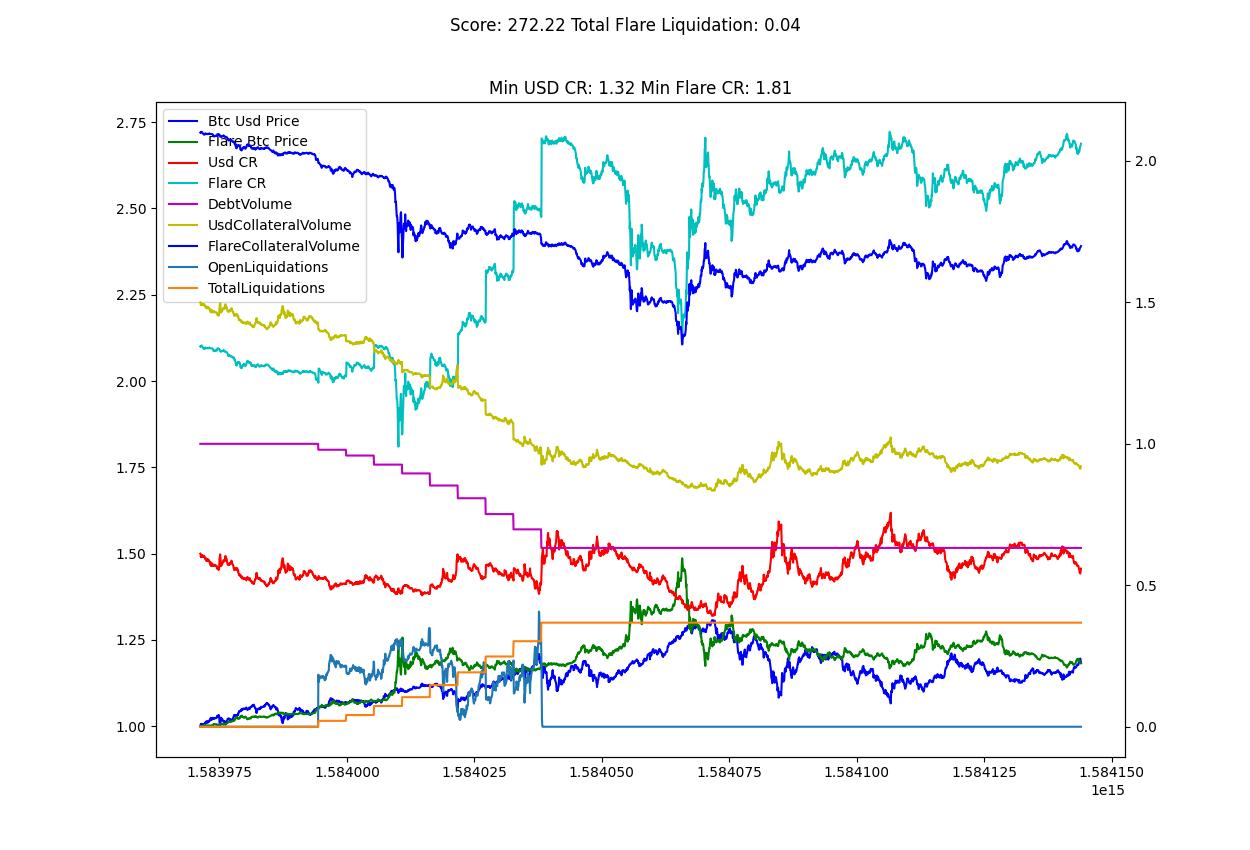 Score: 272.22 Total Flare Liquidation: 0.04
Min USD CR: 1.32 Min Flare CR: 1.81
Btc Usd Price
Flare Btc Price
Usd CR
Flare CR
DebtVolume
UsdCollateralVolume
FlareCollateralVolume
OpenLiquidations
TotalLiquidations
2.75
2.50
2.25
2.00
1.75
1.50
1.25
1.00
2.0
1.5
1.0
0.5
0.0
1.583975 1.584000 1.584025 1.584050 1.584075 1.584100 1.584125 1.584150
1e15